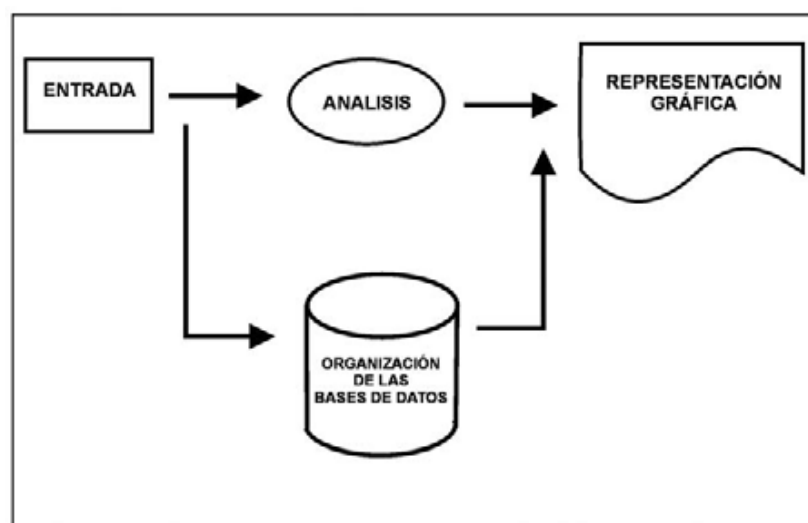 ENTRADA
ANALISIS
REPRESENTACIÓN
GRÁFICA
ORGANIZACIÓN
DE LAS
BASES DE DATOS